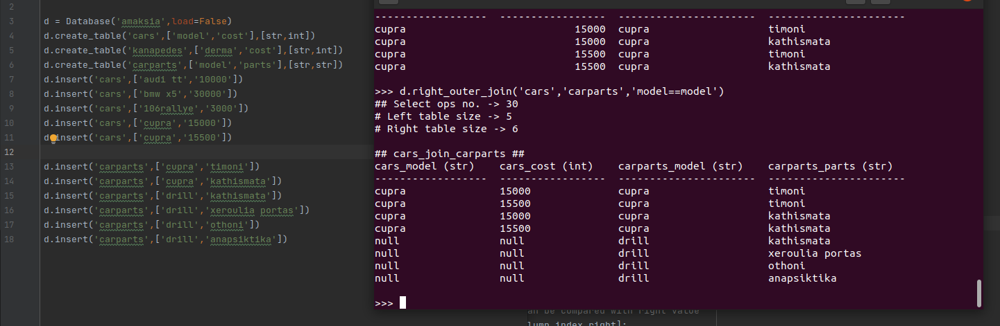 2
3 d = Database('amaksia',load=False)
4 d.create_table('cars',['model','cost'],[str,int])
5 d.create_table('kanapedes',['derma','cost'],[str,int])
6 d.create_table('carparts',['model','parts'],[str,str])
7 d.insert('cars',['audi tt','10000'])
8 d.insert('cars',['bmw x5','30000'])
9 d.insert('cars',['106rallye','3000'])
10 d.insert('cars',['cupra','15000'])
11 d.insert('cars',['cupra','15500'])
12
13 d.insert('carparts',['cupra','timoni'])
14 d.insert('carparts',['cupra','kathismata'])
15 d.insert('carparts',['drill','kathismata'])
16 d.insert('carparts',['drill','xeroulia portas'])
17 d.insert('carparts',['drill','othoni'])
18 d.insert('carparts',['drill','anapsiktika'])
------------------ ----------------- ---------------------- ----------------------
cupra 15000 cupra timoni
cupra 15000 cupra kathismata
cupra 15500 cupra timoni
cupra 15500 cupra kathismata
>>> d.right_outer_join('cars','carparts','model==model')
## Select ops no. -> 30
# Left table size -> 5
# Right table size -> 6
## cars_join_carparts ##
cars_model (str) cars_cost (int) carparts_model (str) carparts_parts (str)
------------------ ----------------- ---------------------- ----------------------
cupra 15000 cupra timoni
cupra 15500 cupra timoni
cupra 15000 cupra kathismata
cupra 15500 cupra kathismata
null null drill kathismata
null null drill xeroulia portas
null null drill othoni
null null drill anapsiktika
>>>
an be compared with right value
lump_index_right]: